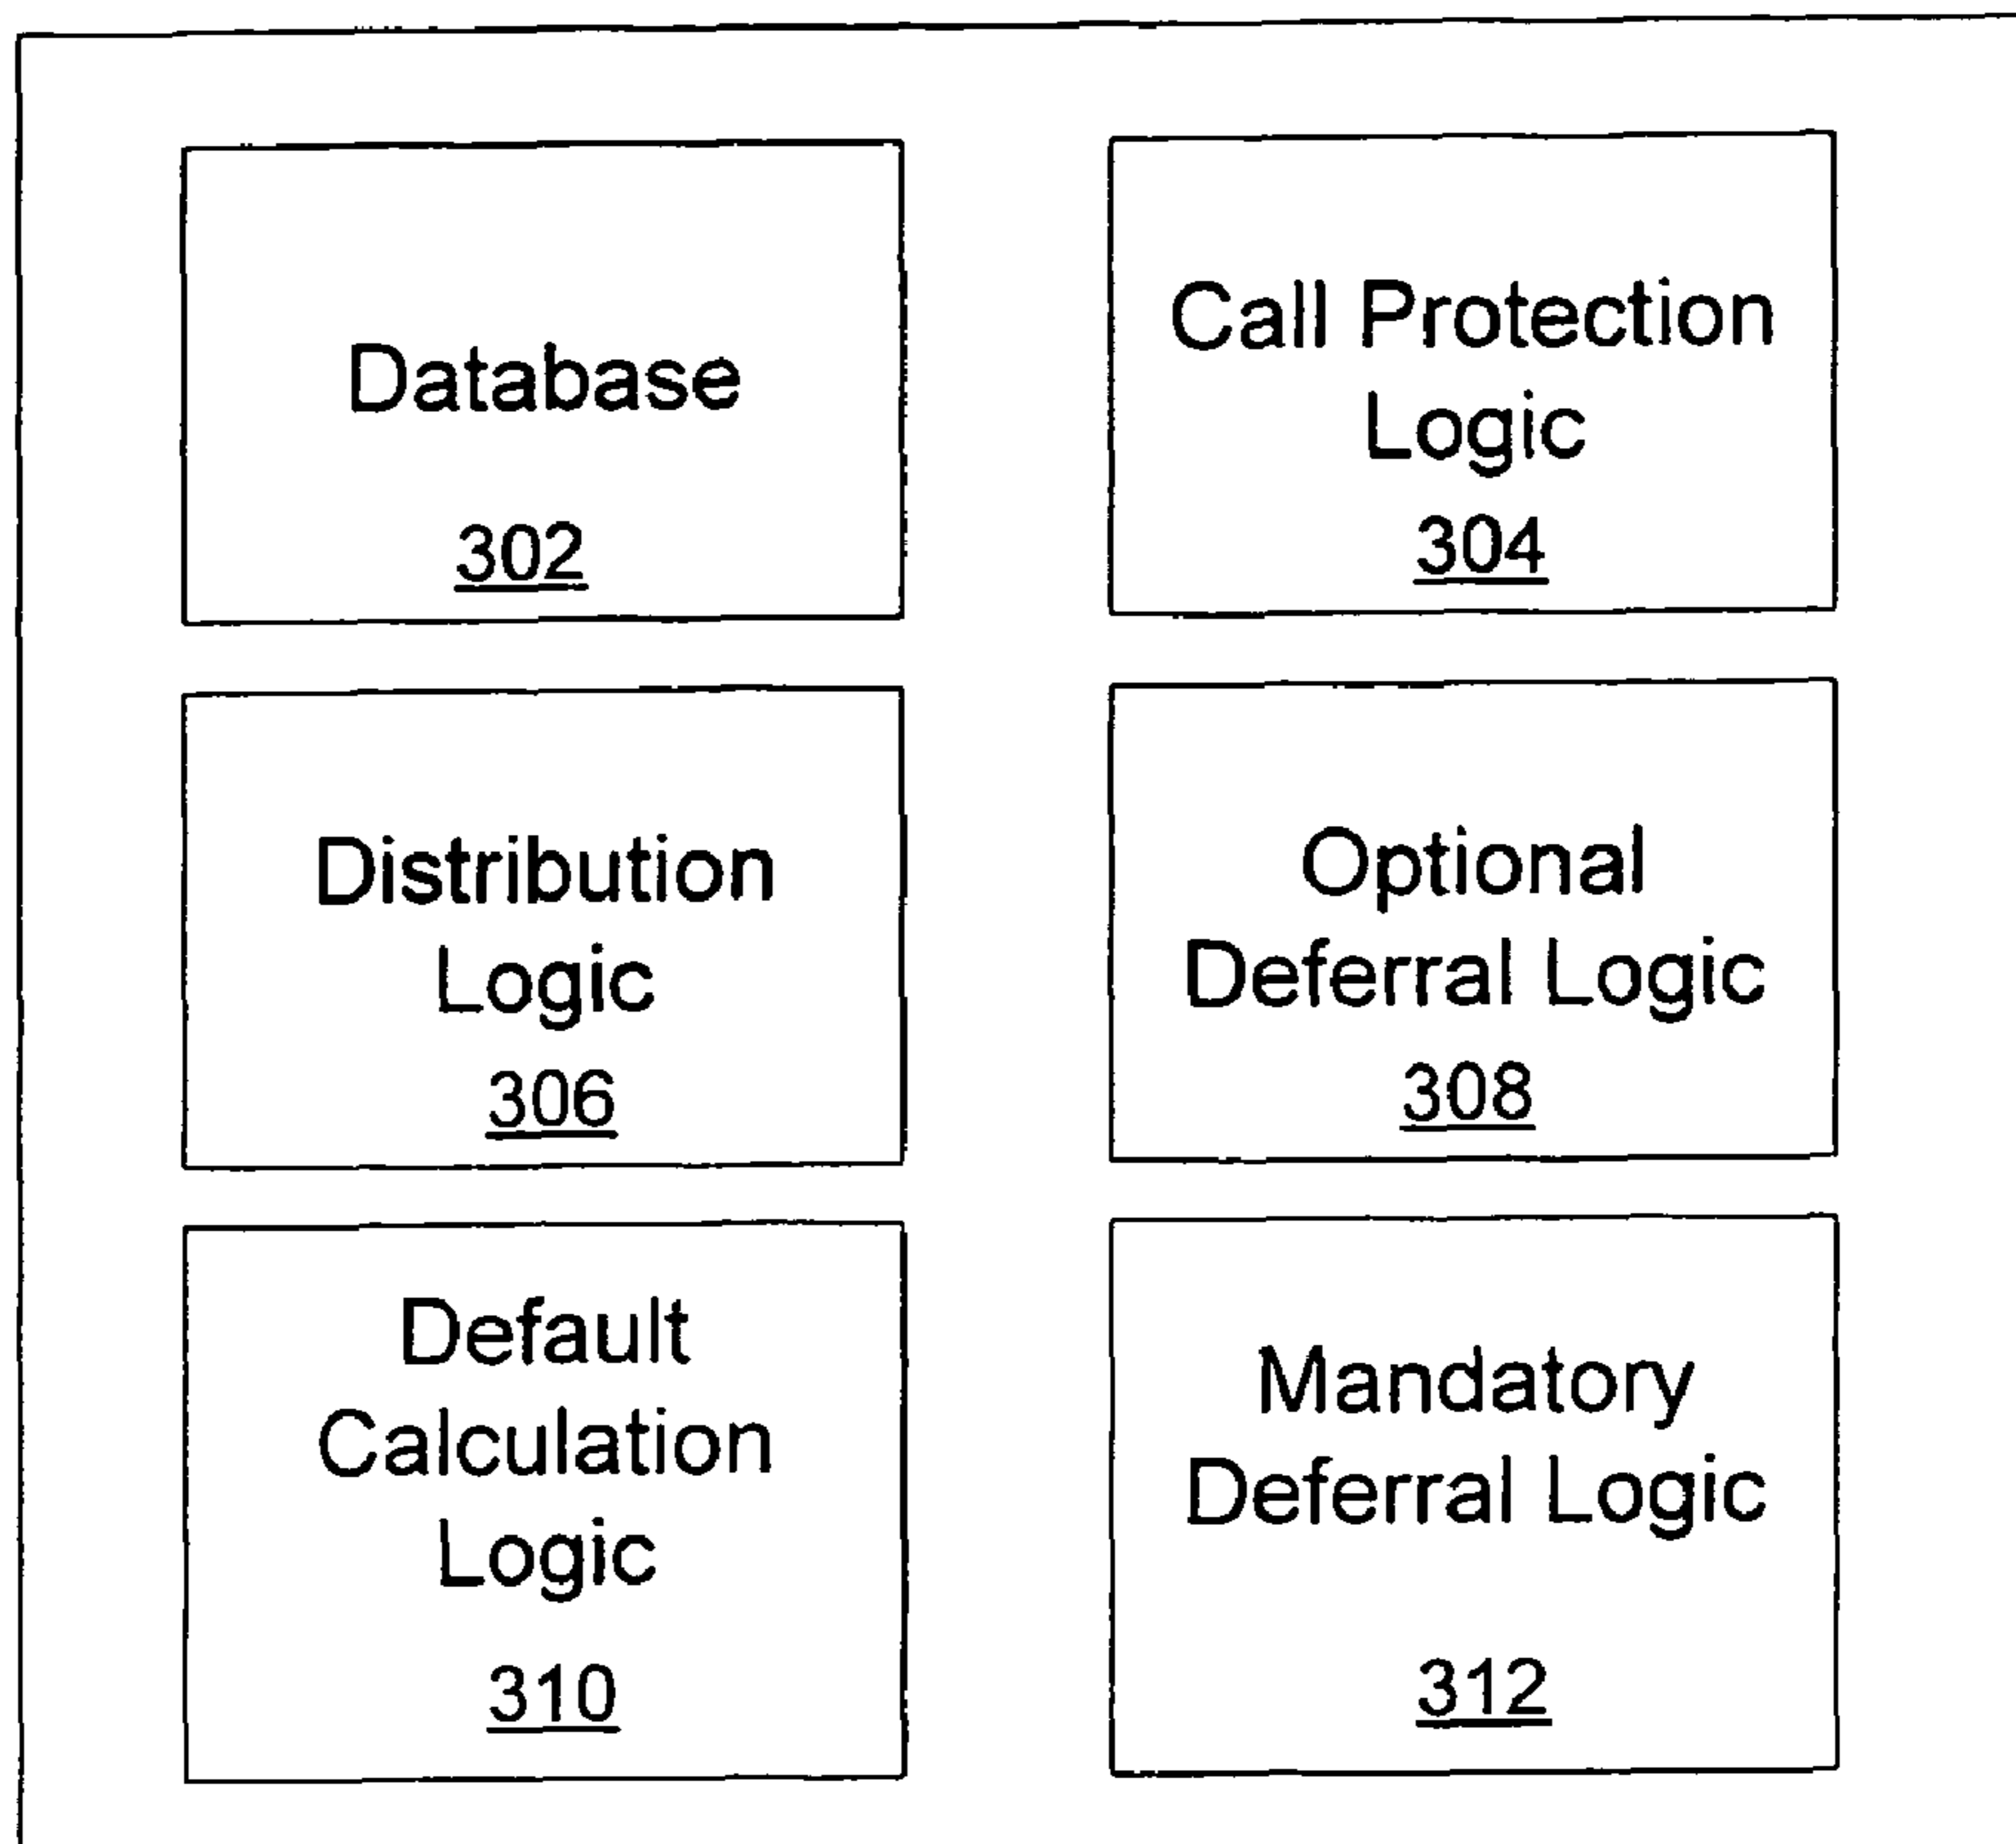 Database
302
Call Protection
Logic
304
Distribution
Logic
306
Optional
Deferral Logic
308
Default
Calculation
Logic
310
Mandatory
Deferral Logic
312